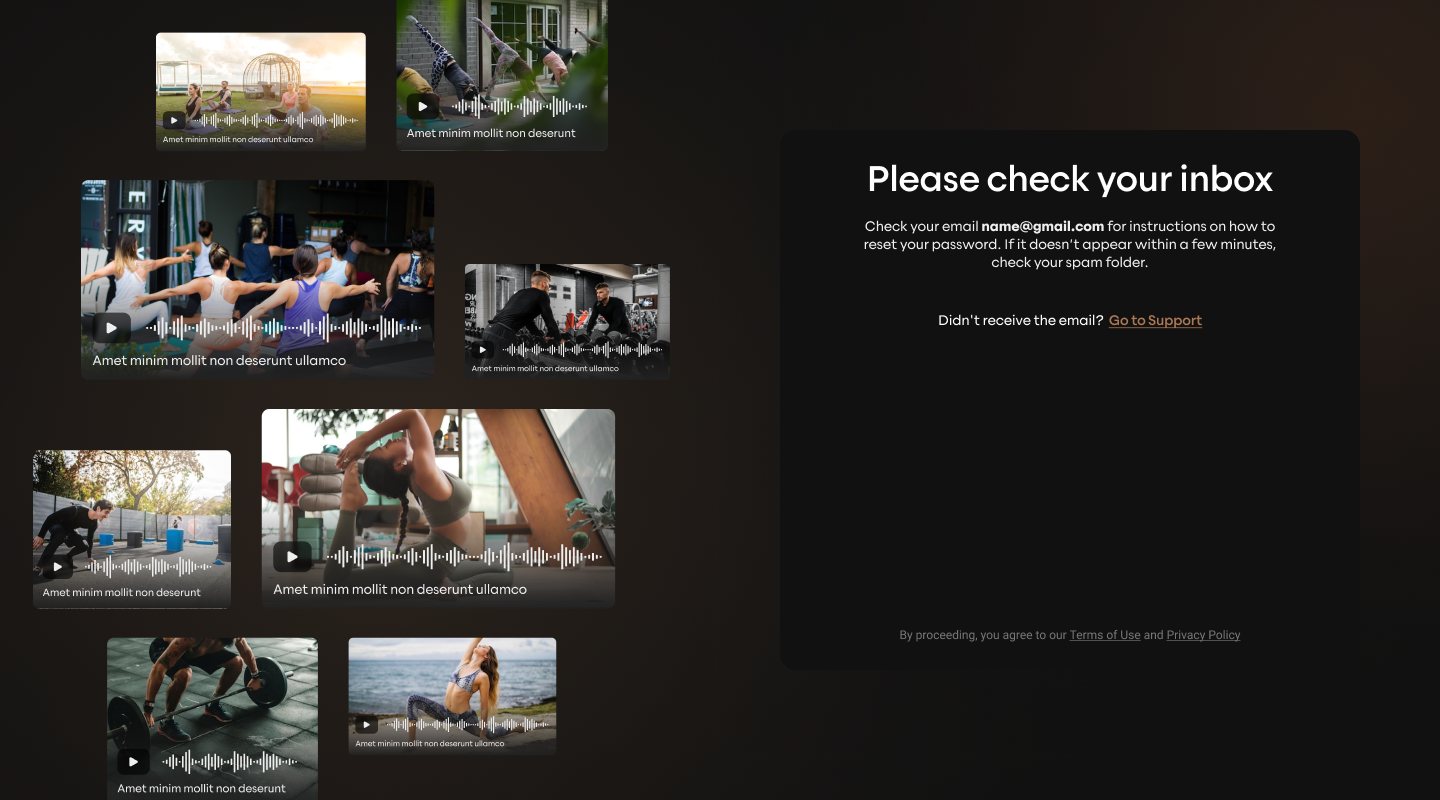 Amet minim mollit non deserunt ullamco
Amet minim mollit non deserunt
E
R
V
Amet minim mollit non deserunt ullamco
Amet minim mollit non deserunt ullamco
Amet minim mollit non deserunt
Amet minim mollit non deserunt ullamco
Amet minim mollit non deserunt
Amet minim mollit non deserunt ullamco
Please check your inbox
Check your email name@gmail.com for instructions on how to
reset your password. If it doesn't appear within a few minutes,
check your spam folder.
Didn't receive the email? Go to Support
By proceeding, you agree to our Terms of Use and Privacy Policy